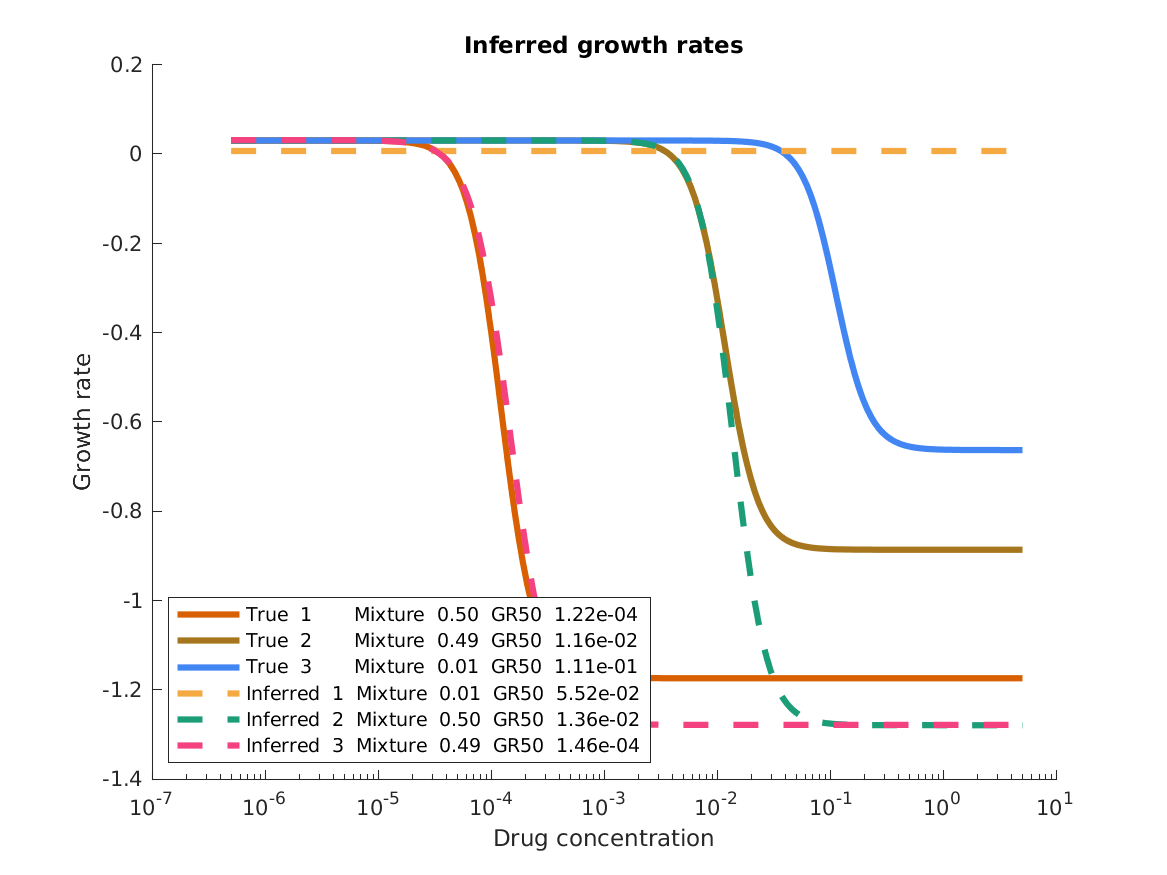 Inferred growth rates
0.2
0
-0.2
-0.4
-0.6
-0.8
-1
-1.2
-1.4
Growth rate
True 1 Mixture 0.50 GR50 1.22e-04
True 2 Mixture 0.49 GR50 1.16e-02
True 3 Mixture 0.01 GR50 1.11e-01
Inferred 1 Mixture 0.01 GR50 5.52e-02
Inferred 2 Mixture 0.50 GR50 1.36e-02
Inferred 3 Mixture 0.49 GR50 1.46e-04
10^-7 10^-6 10^-5 10^-4 10^-3 10^-2 10^-1 10^0 10^1
Drug concentration